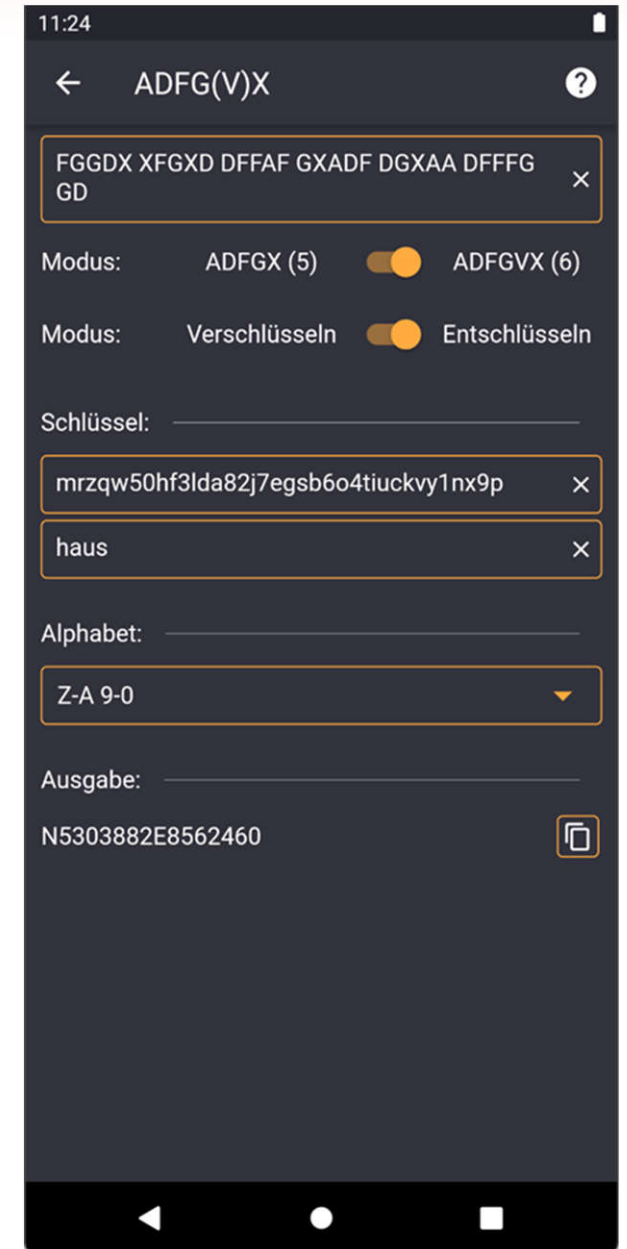 11:24
ADFG(V)X
FGGDX XFGXD DFFAF GXADF DGXAA DFFFG
GD
Modus: ADFGX (5) ADFGVX (6)
Modus: Verschlüsseln Entschlüsseln
Schlüssel:
mrzqw50hf3lda82j7egsb6o4tiuckvy1nx9p
haus
Alphabet:
Z-A 9-0
Ausgabe:
N5303882E8562460